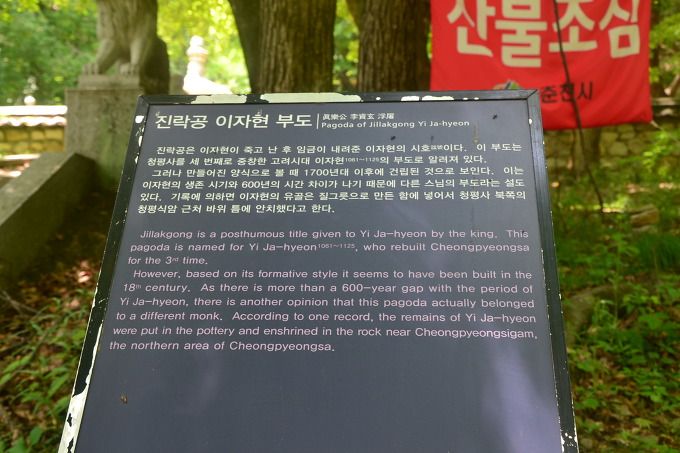 산불조심
춘천시
진락공 이자현 부도 | 眞樂公 李資玄 浮屠
Pagoda of Jillakgong Yi Ja-hyeon
진락공은 이자현이 죽고 난 후 임금이 내려준 이자현의 시호이다. 이 부도는
청평사를 세 번째로 중창한 고려시대 이자현1061~1125의 부도로 알려져 있다.
그러나 만들어진 양식으로 볼 때 1700년대 이후에 건립된 것으로 보인다. 이는
이자현의 생존 시기와 600년의 시간 차이가 나기 때문에 다른 스님의 부도라는 설도
있다. 기록에 의하면 이자현의 유골은 질그릇으로 만든 함에 넣어서 청평사 북쪽의
청평식암 근처 바위 틈에 안치했다고 한다.
Jillakgong is a posthumous title given to Yi Ja-hyeon by the king. This
pagoda is named for Yi Ja-hyeon1061~1125, who rebuilt Cheongpyeongsa
for the 3rd time.
However, based on its formative style it seems to have been built in the
18th century. As there is more than a 600-year gap with the period of
Yi Ja-hyeon, there is another opinion that this pagoda actually belonged
to a different monk. According to one record, the remains of Yi Ja-hyeon
were put in the pottery and enshrined in the rock near Cheongpyeongsigam,
the northern area of Cheongpyeongsa.